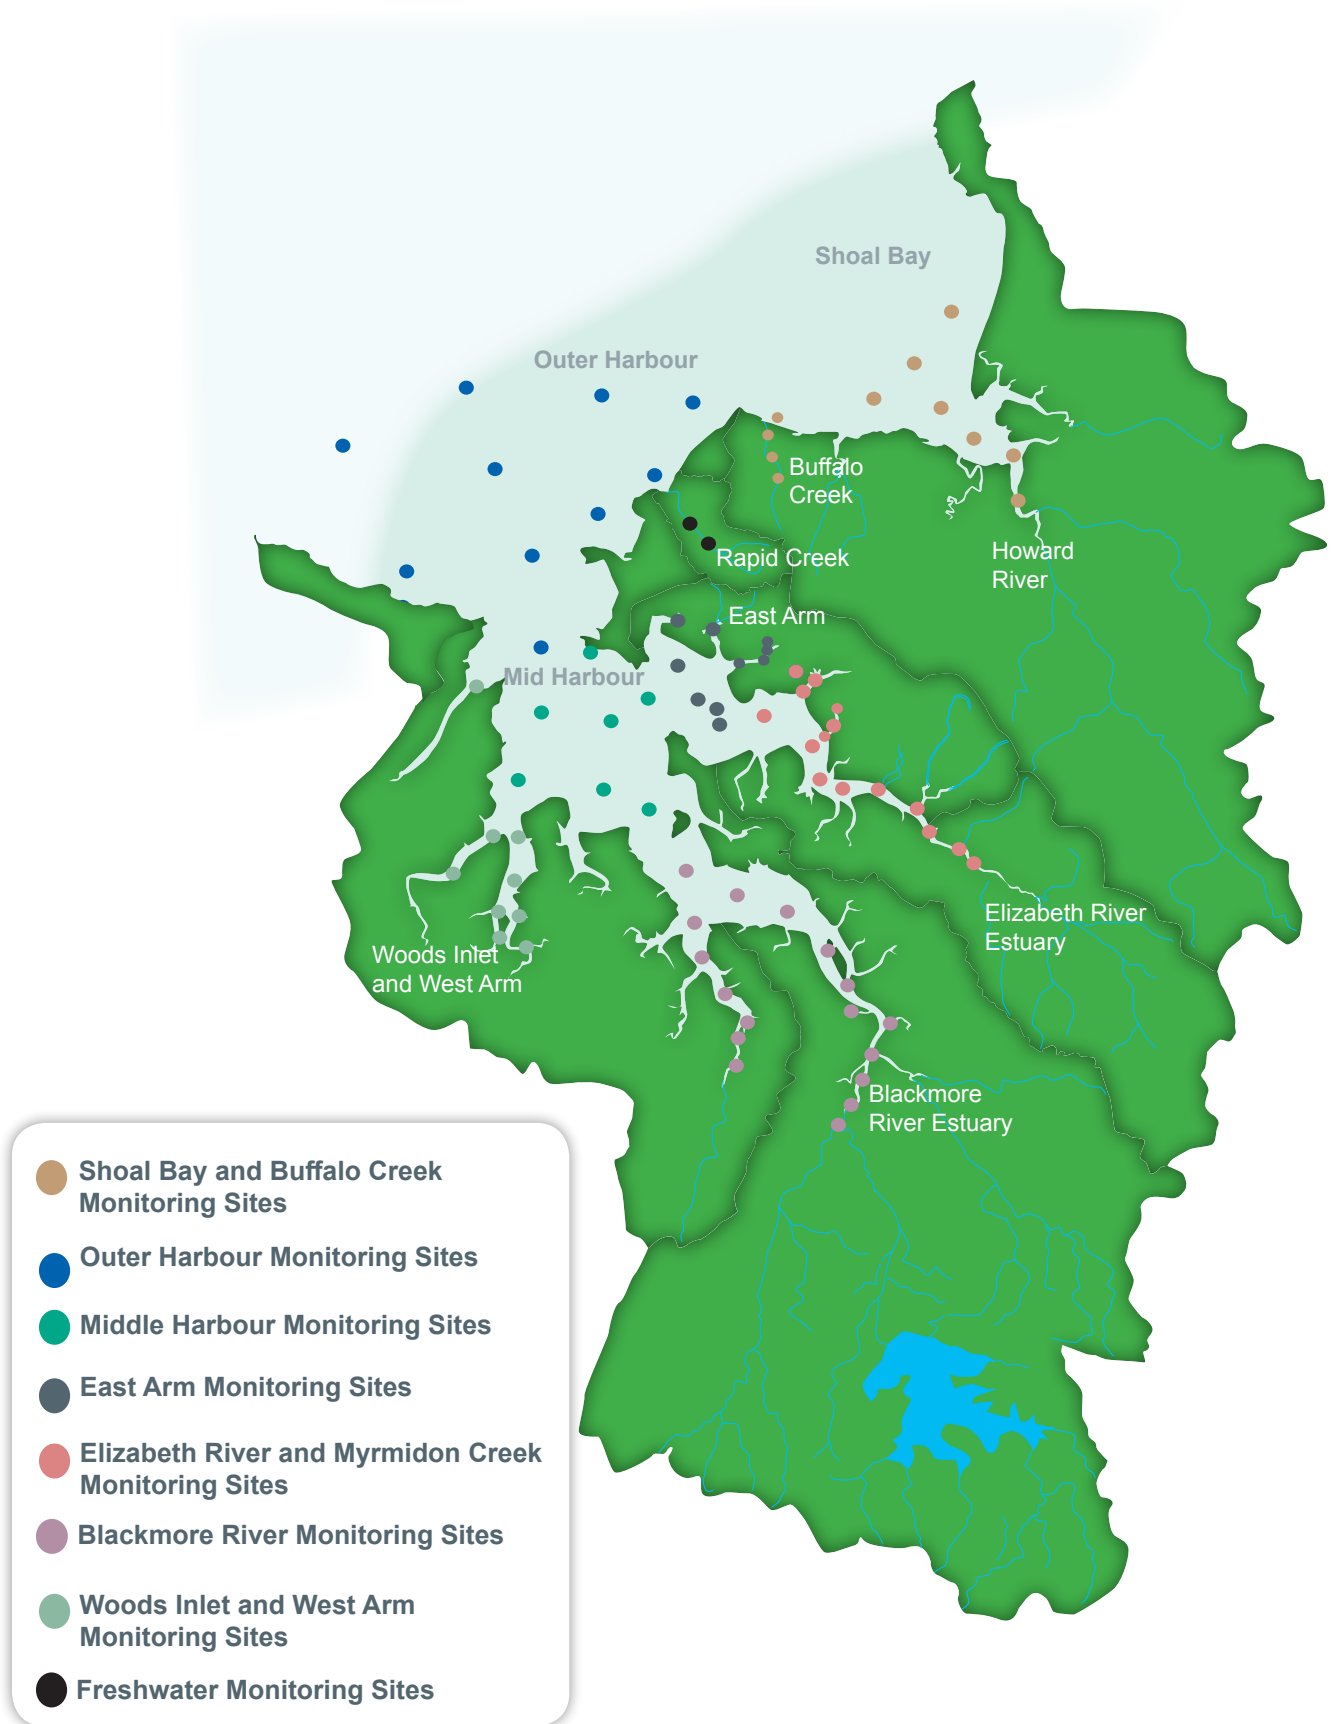 Shoal Bay
Outer Harbour
Buffalo
Creek
Howard
River
Rapid Creek
East Arm
Mid Harbour
Elizabeth River
Estuary
Woods Inlet
and West Arm
Blackmore
River Estuary
Shoal Bay and Buffalo Creek
Monitoring Sites
Outer Harbour Monitoring Sites
Middle Harbour Monitoring Sites
East Arm Monitoring Sites
Elizabeth River and Myrmidon Creek
Monitoring Sites
Blackmore River Monitoring Sites
Woods Inlet and West Arm
Monitoring Sites
Freshwater Monitoring Sites